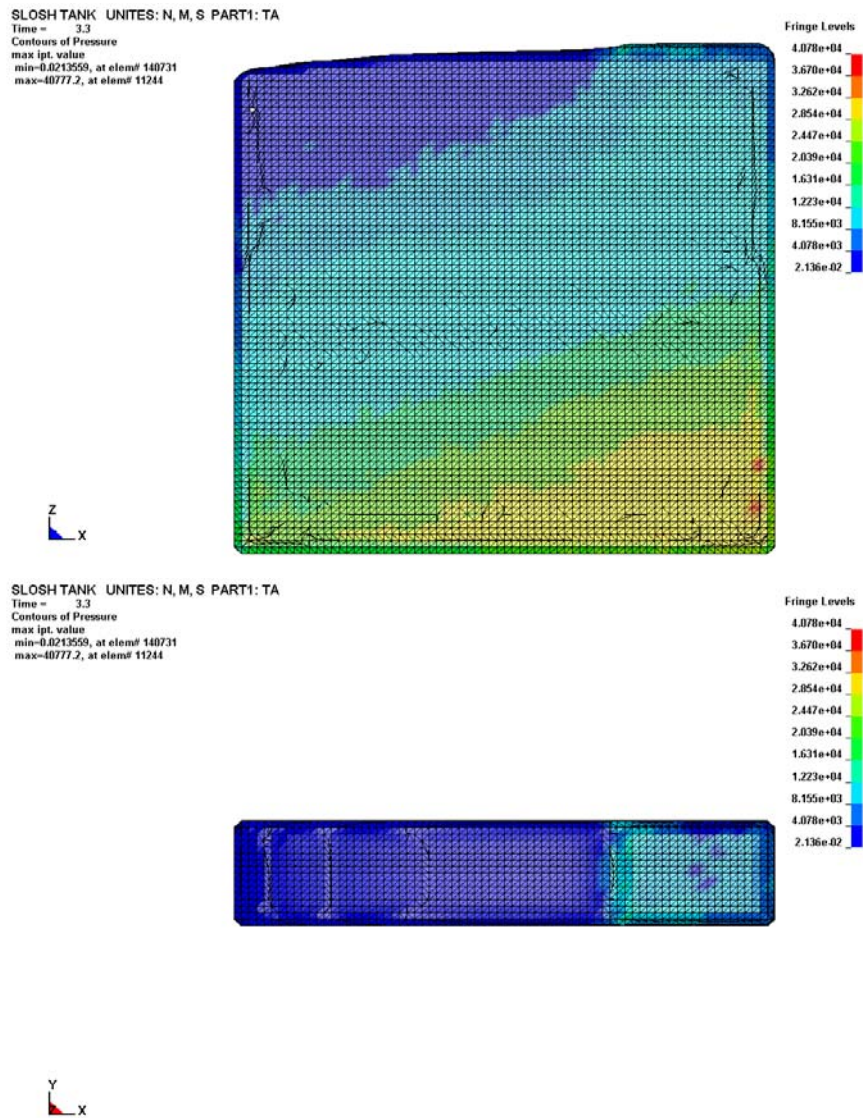 SLOSH TANK UNITES: N, M, S PART1: TA
Time = 3.3
Contours of Pressure
max ipt. value
min=0.0213559, at elem# 140731
max=40777.2, at elem# 11244
Fringe Levels
4.078e+04
3.670e+04
3.262e+04
2.854e+04
2.447e+04
2.039e+04
1.631e+04
1.223e+04
8.155e+03
4.078e+03
2.136e-02
Z
X
SLOSH TANK UNITES: N, M, S PART1: TA
Time = 3.3
Contours of Pressure
max ipt. value
min=0.0213559, at elem# 140731
max=40777.2, at elem# 11244
Fringe Levels
4.078e+04
3.670e+04
3.262e+04
2.854e+04
2.447e+04
2.039e+04
1.631e+04
1.223e+04
8.155e+03
4.078e+03
2.136e-02
Y
X